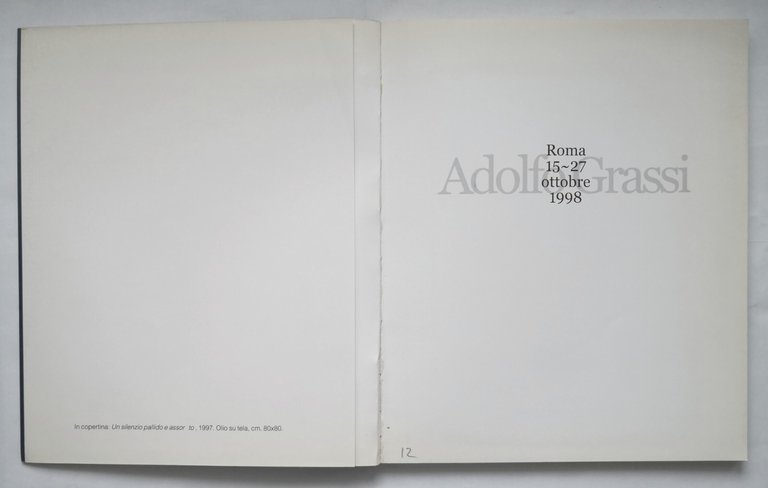 In copertina: Un silenzio pallido e assor to, 1997. Olio su tela, cm. 80x80.
Adolfo Grassi
Roma
15~27
ottobre
1998
12